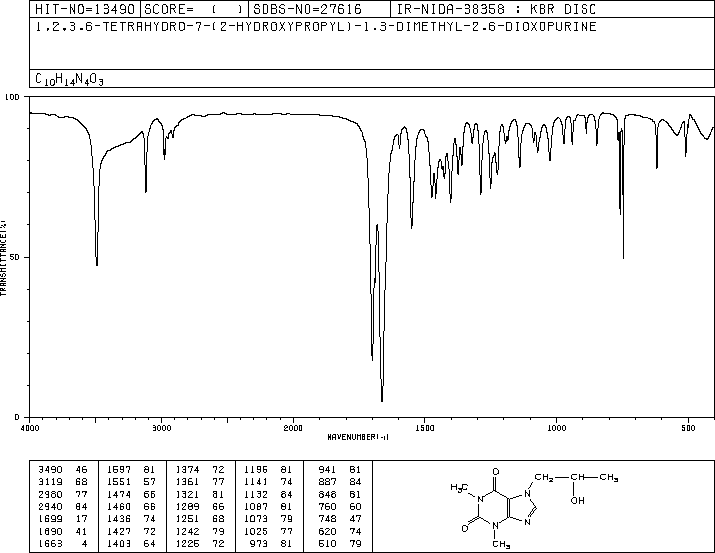 HIT-NO=13490 SCORE= ( ) SDBS-NO=27616 IR-NIDA-38358 : KBR DISC
1,2,3,6-TETRAHYDRO-7-(2-HYDROXYPROPYL)-1,3-DIMETHYL-2,6-DIOXOPURINE
C10H14N4O3
100
50
0
TRANSMITTANCE(%)
4000 3000 2000 1500 1000 500
WAVENUMBER(-1)
3490 46 1597 81 1374 72 1196 81 941 81
3119 68 1551 57 1361 77 1141 74 887 84
2980 77 1474 66 1321 81 1132 84 848 81
2940 84 1460 66 1289 66 1087 81 760 60
1699 17 1436 74 1251 68 1073 79 748 47
1690 41 1427 72 1242 79 1025 77 620 74
1663 4 1403 64 1226 72 973 81 510 79
O
H3C N N CH2 CH CH3
OH
O N N
CH3